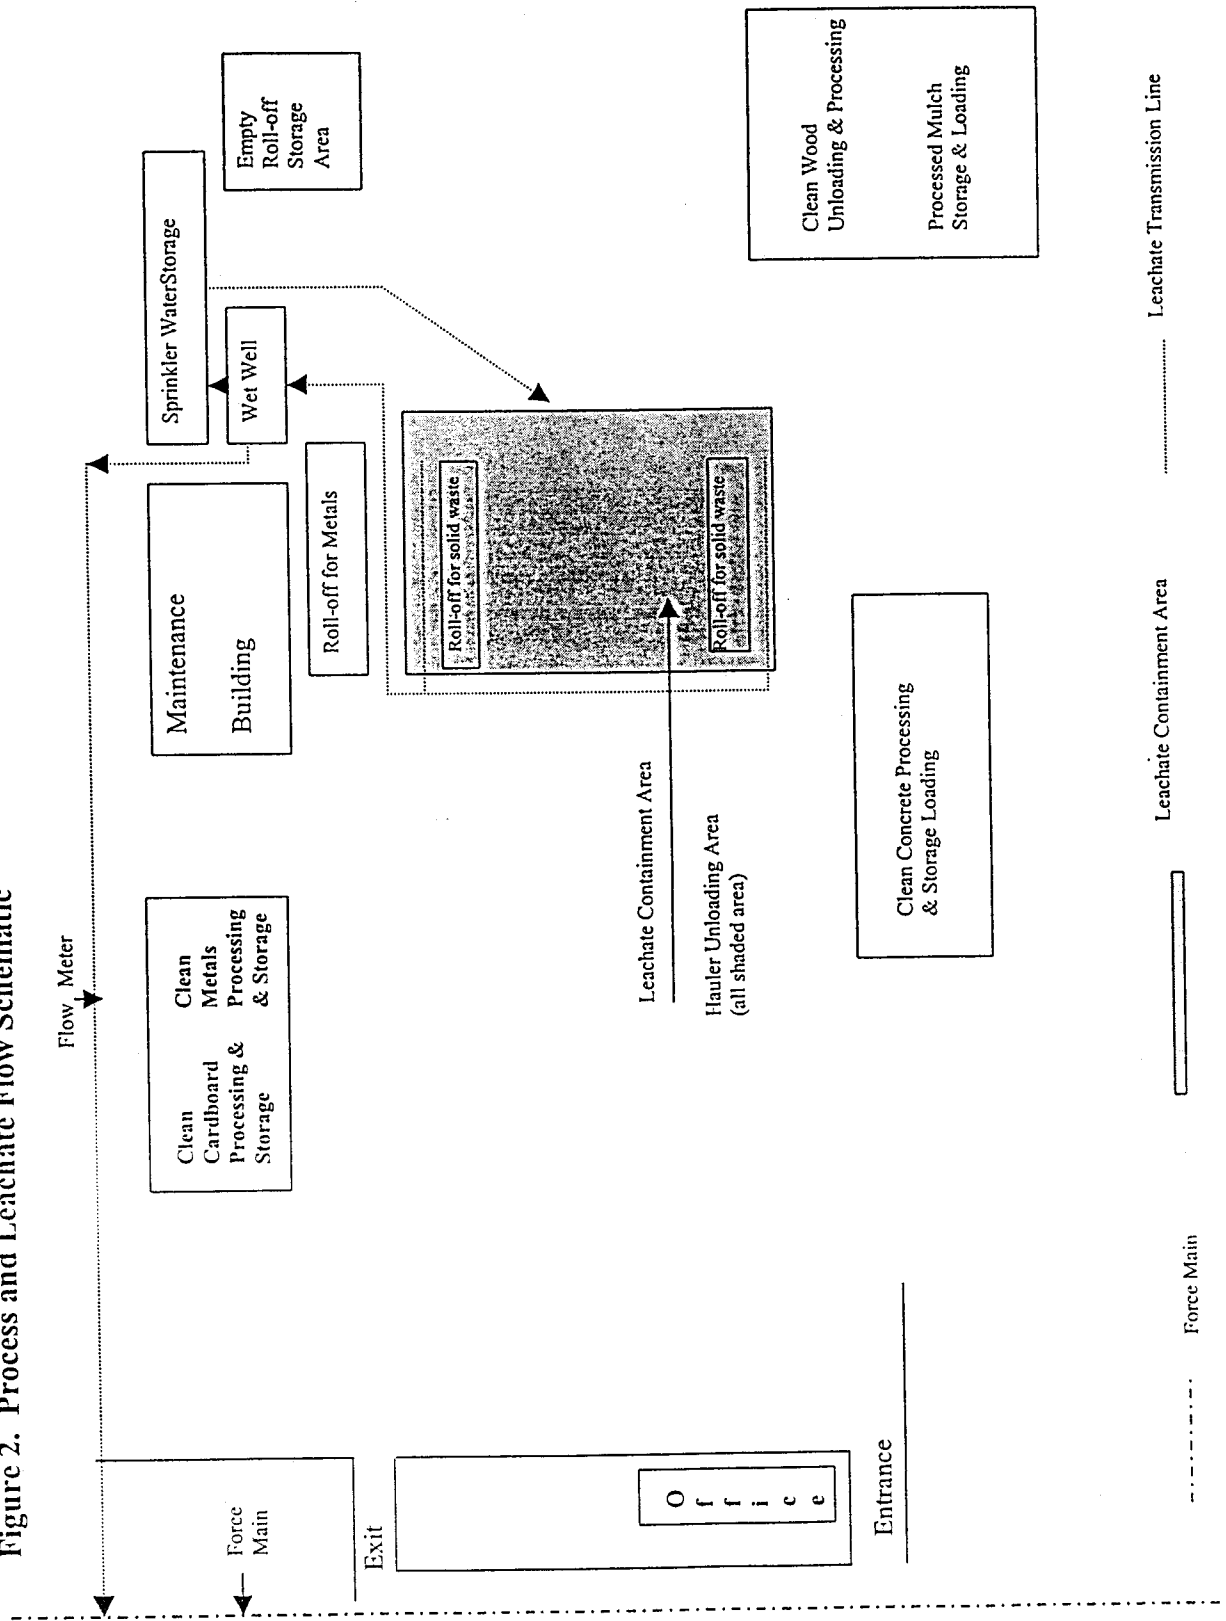 Figure 2. Process and Leachate Flow Schematic
Flow Meter
Force
Main
Exit
O
f
f
i
c
e
Entrance
Clean
Cardboard
Processing &
Storage
Clean
Metals
Processing
& Storage
Maintenance
Building
Roll-off for Metals
Sprinkler WaterStorage
Wet Well
Empty
Roll-off
Storage
Area
Roll-off for solid waste
Roll-off for solid waste
Leachate Containment Area
Hauler Unloading Area
(all shaded area)
Clean Concrete Processing
& Storage Loading
Clean Wood
Unloading & Processing
Processed Mulch
Storage & Loading
Force Main
Leachate Containment Area
Leachate Transmission Line